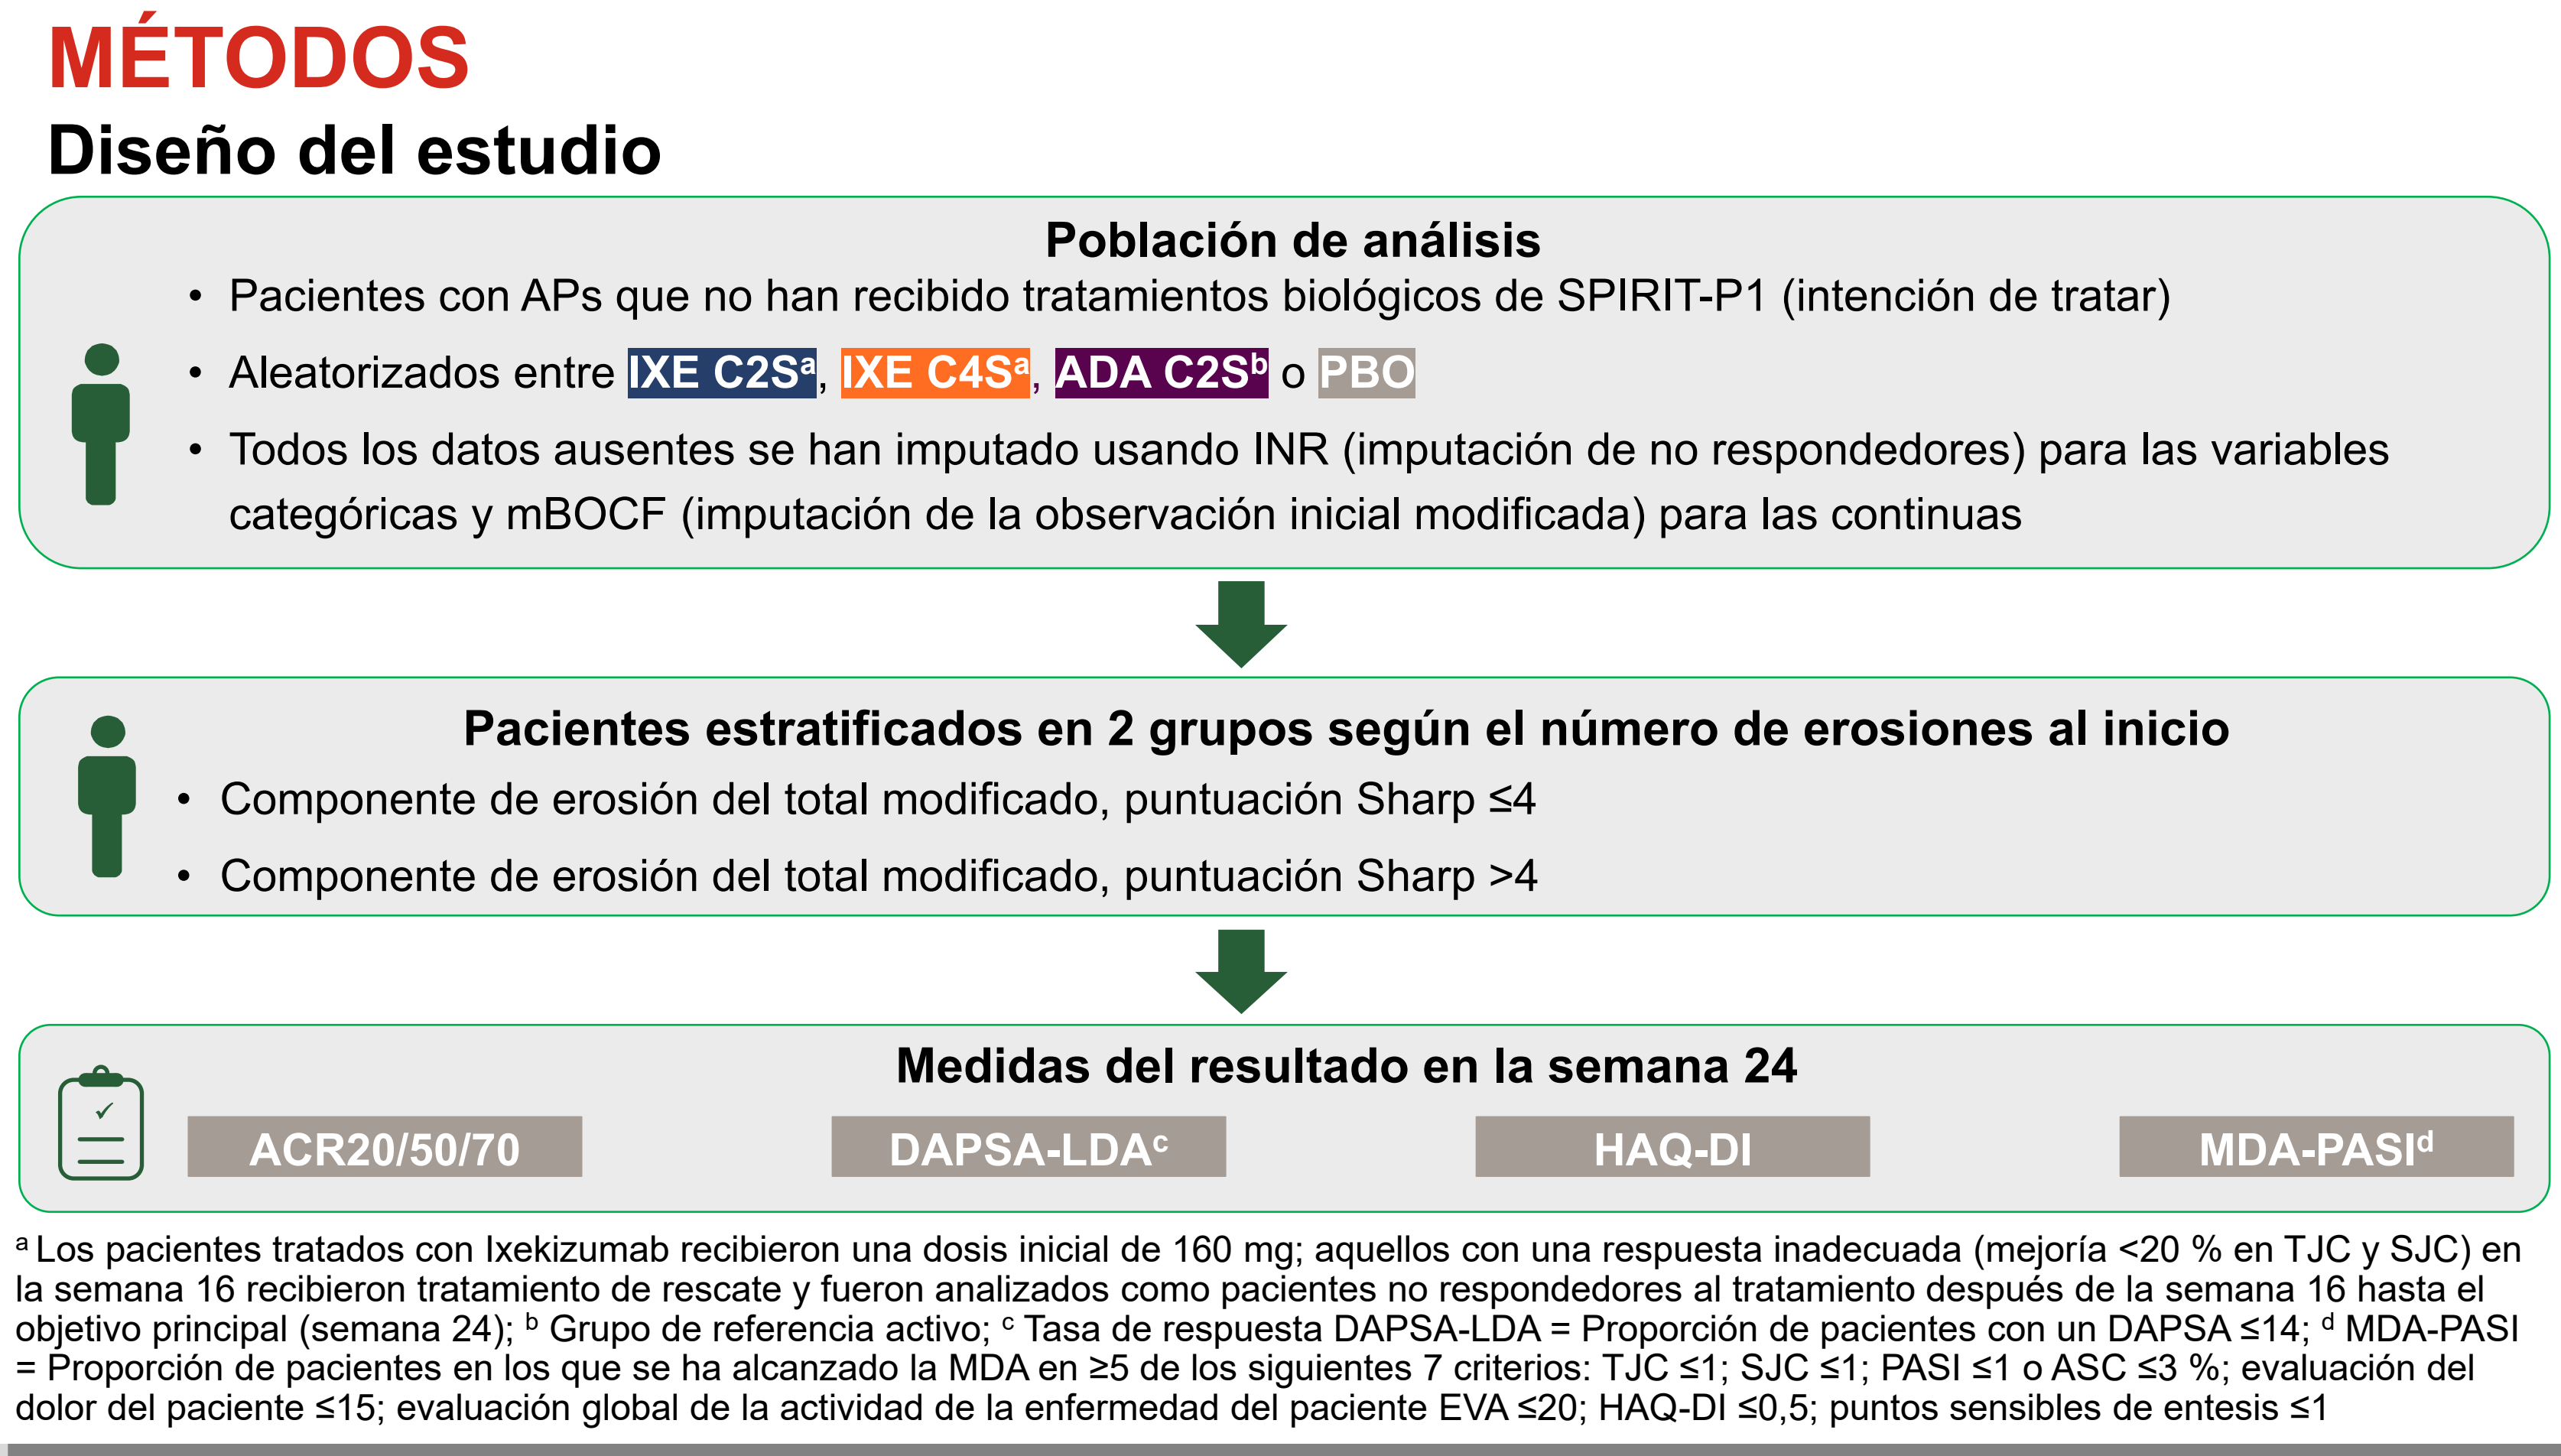 MÉTODOS
Diseño del estudio
Población de análisis
• Pacientes con APs que no han recibido tratamientos biológicos de SPIRIT-P1 (intención de tratar)
• Aleatorizados entre IXE C2Sᵃ, IXE C4Sᵃ, ADA C2Sᵇ o PBO
• Todos los datos ausentes se han imputado usando INR (imputación de no respondedores) para las variables
categóricas y mBOCF (imputación de la observación inicial modificada) para las continuas
Pacientes estratificados en 2 grupos según el número de erosiones al inicio
• Componente de erosión del total modificado, puntuación Sharp ≤4
• Componente de erosión del total modificado, puntuación Sharp >4
Medidas del resultado en la semana 24
ACR20/50/70 DAPSA-LDAᶜ HAQ-DI MDA-PASIᵈ
ᵃ Los pacientes tratados con Ixekizumab recibieron una dosis inicial de 160 mg; aquellos con una respuesta inadecuada (mejoría <20 % en TJC y SJC) en
la semana 16 recibieron tratamiento de rescate y fueron analizados como pacientes no respondedores al tratamiento después de la semana 16 hasta el
objetivo principal (semana 24); ᵇ Grupo de referencia activo; ᶜ Tasa de respuesta DAPSA-LDA = Proporción de pacientes con un DAPSA ≤14; ᵈ MDA-PASI
= Proporción de pacientes en los que se ha alcanzado la MDA en ≥5 de los siguientes 7 criterios: TJC ≤1; SJC ≤1; PASI ≤1 o ASC ≤3 %; evaluación del
dolor del paciente ≤15; evaluación global de la actividad de la enfermedad del paciente EVA ≤20; HAQ-DI ≤0,5; puntos sensibles de entesis ≤1